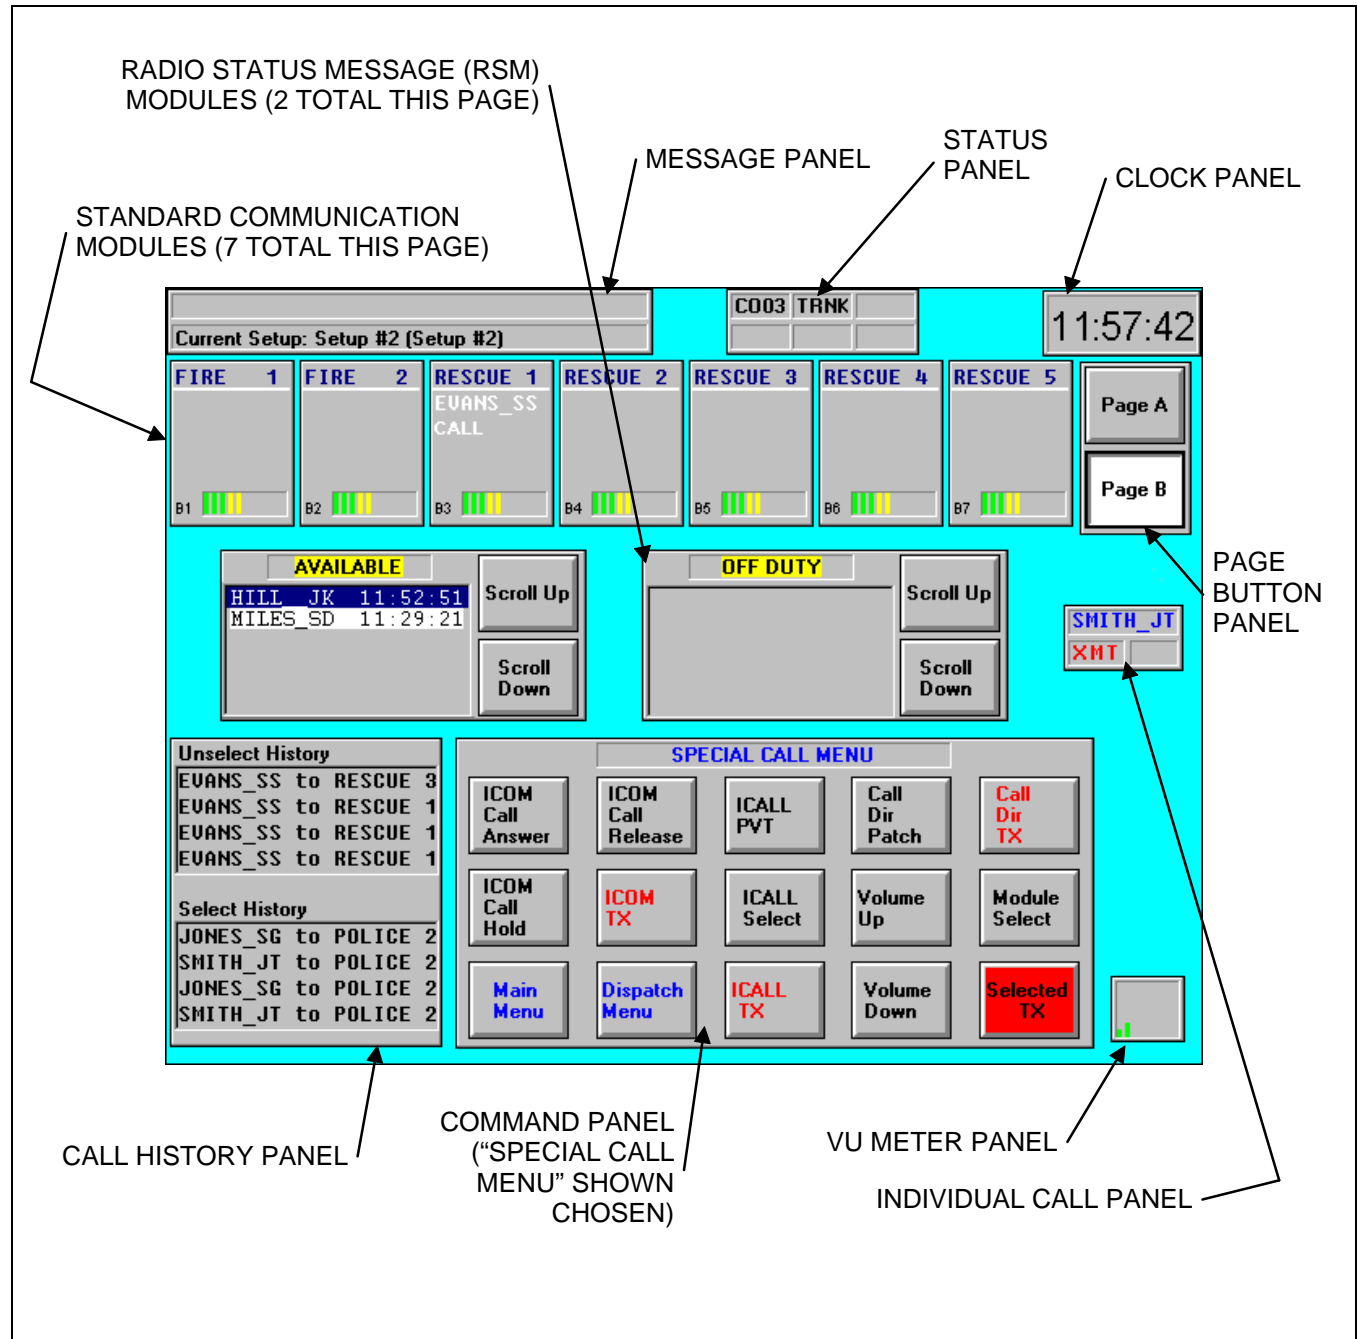 RADIO STATUS MESSAGE (RSM)
MODULES (2 TOTAL THIS PAGE)
MESSAGE PANEL
STATUS
PANEL
CLOCK PANEL
STANDARD COMMUNICATION
MODULES (7 TOTAL THIS PAGE)
CO03 TRNK
11:57:42
Current Setup: Setup #2 (Setup #2)
FIRE 1
FIRE 2
RESCUE 1
RESCUE 2
RESCUE 3
RESCUE 4
RESCUE 5
EVANS_SS
CALL
Page A
Page B
B1
B2
B3
B4
B5
B6
B7
AVAILABLE
HILL JK 11:52:51
MILES_SD 11:29:21
Scroll Up
Scroll
Down
OFF DUTY
Scroll Up
Scroll
Down
PAGE
BUTTON
PANEL
SMITH_JT
XMT
Unselect History
EVANS_SS to RESCUE 3
EVANS_SS to RESCUE 1
EVANS_SS to RESCUE 1
EVANS_SS to RESCUE 1
Select History
JONES_SG to POLICE 2
SMITH_JT to POLICE 2
JONES_SG to POLICE 2
SMITH_JT to POLICE 2
SPECIAL CALL MENU
ICOM
Call
Answer
ICOM
Call
Release
ICALL
PVT
Call
Dir
Patch
Call
Dir
TX
ICOM
Call
Hold
ICOM
TX
ICALL
Select
Volume
Up
Module
Select
Main
Menu
Dispatch
Menu
ICALL
TX
Volume
Down
Selected
TX
CALL HISTORY PANEL
COMMAND PANEL
(“SPECIAL CALL
MENU” SHOWN
CHOSEN)
VU METER PANEL
INDIVIDUAL CALL PANEL